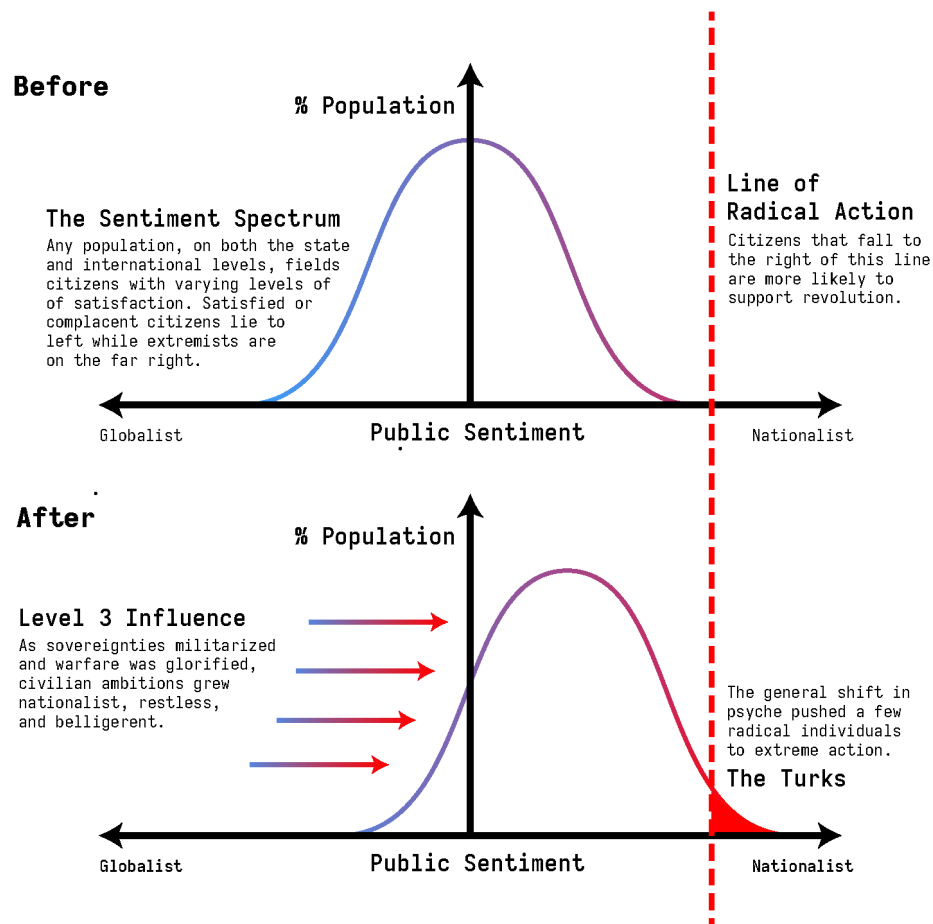 Before
% Population
The Sentiment Spectrum
Any population, on both the state
and international levels, fields
citizens with varying levels of
of satisfaction. Satisfied or
complacent citizens lie to
left while extremists are
on the far right.
Line of
Radical Action
Citizens that fall to
the right of this line
are more likely to
support revolution.
Globalist
Public Sentiment
Nationalist
After
% Population
Level 3 Influence
As sovereignties militarized
and warfare was glorified,
civilian ambitions grew
nationalist, restless,
and belligerent.
The general shift in
psyche pushed a few
radical individuals
to extreme action.
The Turks
Globalist
Public Sentiment
Nationalist